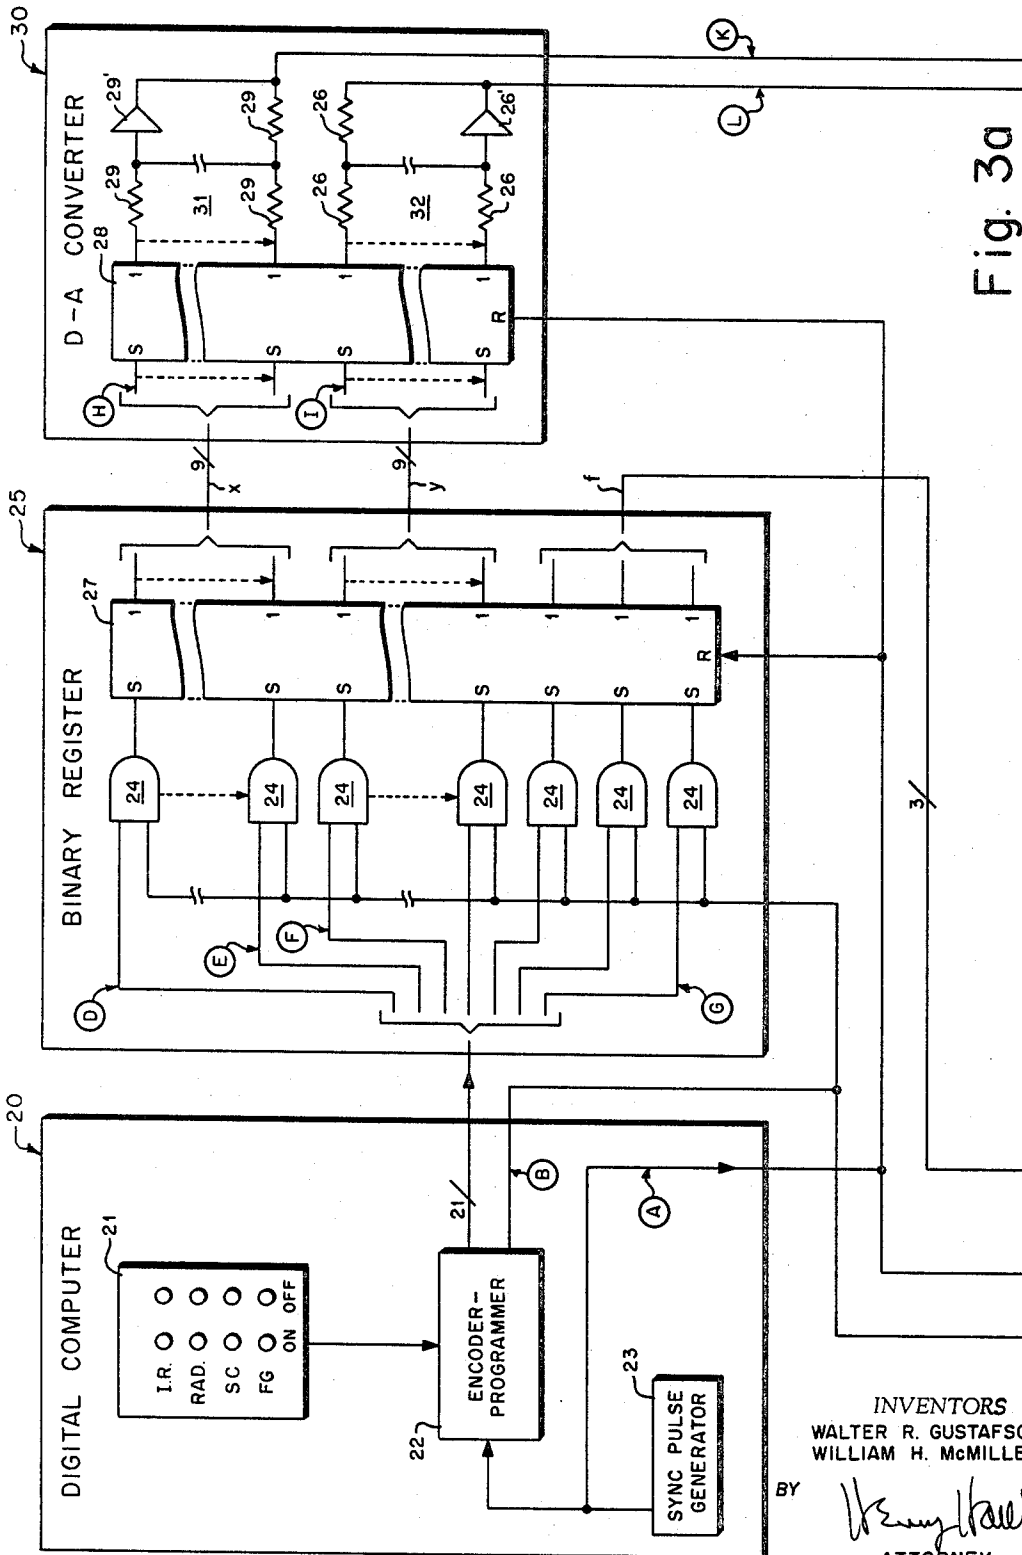 DIGITAL COMPUTER
20
21
I.R.
RAD.
SC
FG
ON OFF
ENCODER-
PROGRAMMER
22
SYNC PULSE
GENERATOR
23
21
B
A
BINARY REGISTER
25
D
E
F
G
24
24
24
24
24
24
24
27
S 1
S 1
S 1
S 1
S 1
S 1
S 1
R
x
9
y
9
f
3
D-A CONVERTER
30
28
H
I
S 1
S 1
S 1
S 1
R
29
29'
31
29
29
26
26
32
26
26'
K
L
Fig. 3a
INVENTORS
WALTER R.
WILLIAM H.
BY
ATTORNEY